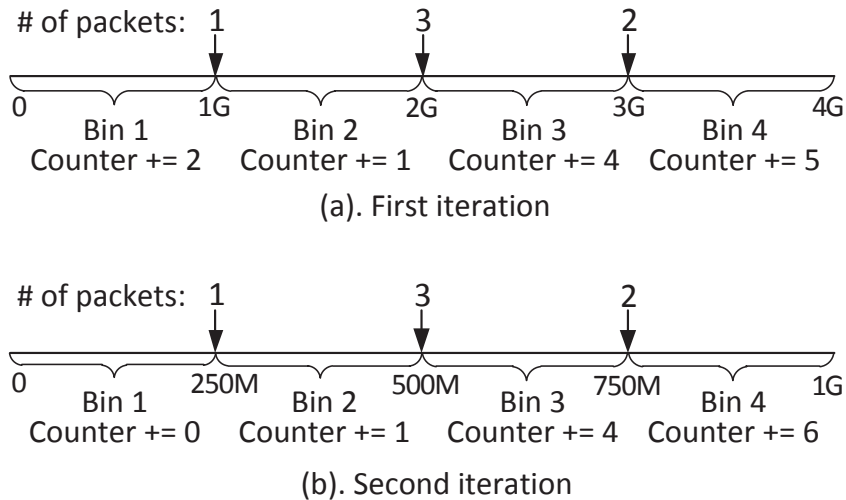 # of packets: 1 3 2
0 1G 2G 3G 4G
Bin 1 Bin 2 Bin 3 Bin 4
Counter += 2 Counter += 1 Counter += 4 Counter += 5
(a). First iteration
# of packets: 1 3 2
0 250M 500M 750M 1G
Bin 1 Bin 2 Bin 3 Bin 4
Counter += 0 Counter += 1 Counter += 4 Counter += 6
(b). Second iteration